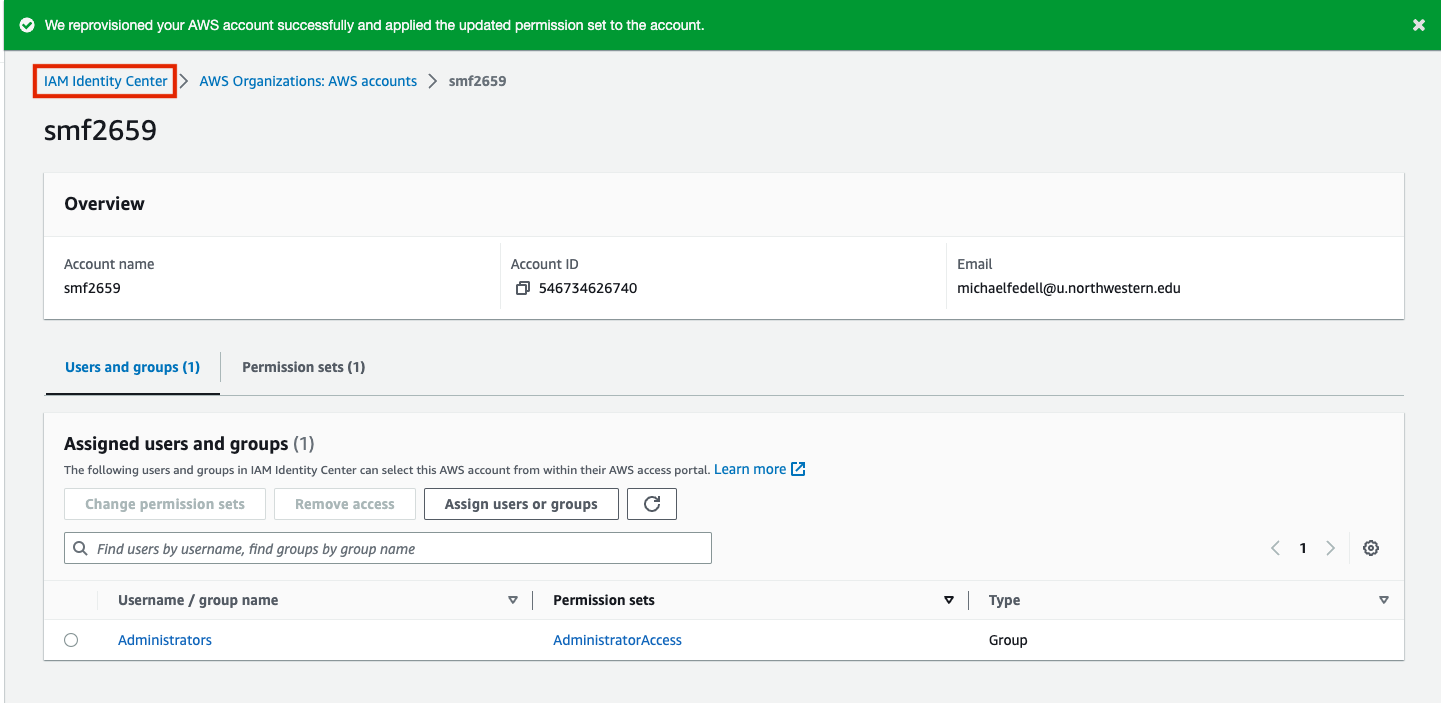 We reprovisioned your AWS account successfully and applied the updated permission set to the account.
IAM Identity Center > AWS Organizations: AWS accounts > smf2659
smf2659
Overview
Account name
smf2659
Account ID
546734626740
Email
michaelfedell@u.northwestern.edu
Users and groups (1)
Permission sets (1)
Assigned users and groups (1)
The following users and groups in IAM Identity Center can select this AWS account from within their AWS access portal. Learn more
Change permission sets
Remove access
Assign users or groups
Find users by username, find groups by group name
1
Username / group name
Permission sets
Type
Administrators
AdministratorAccess
Group